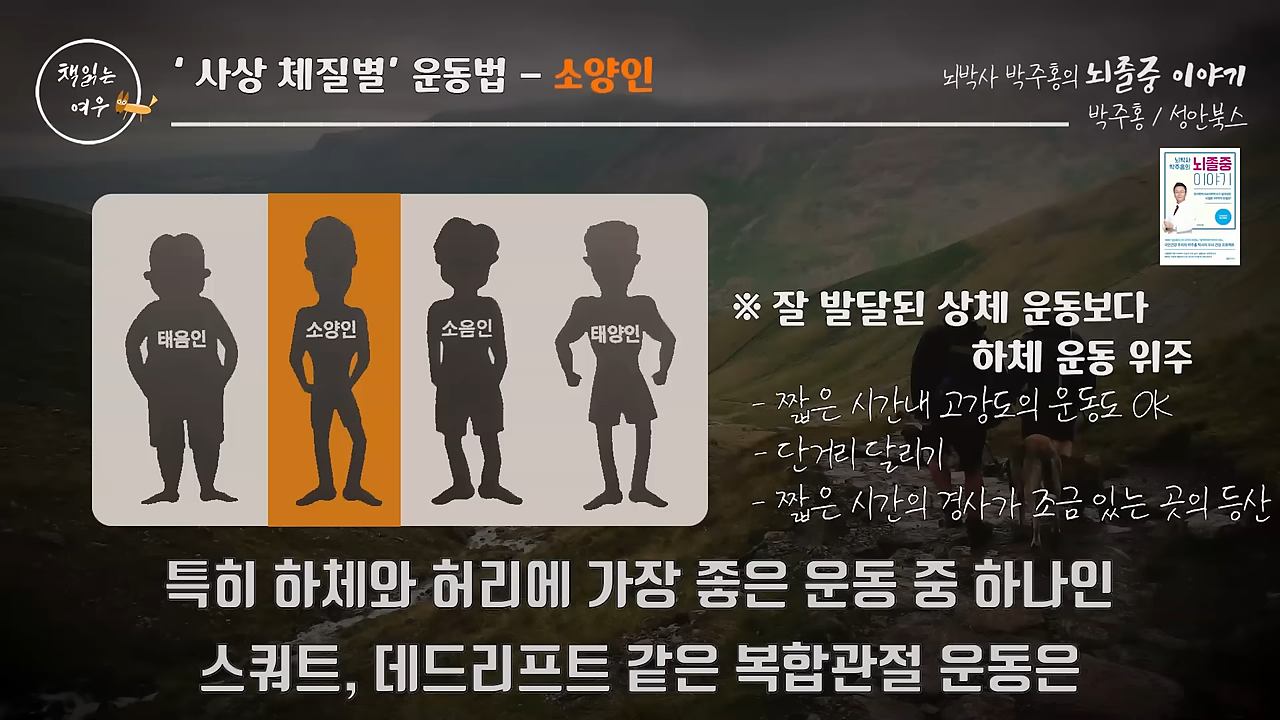 책읽는
여우
‘사상 체질별’ 운동법 - 소양인
뇌박사 박주홍의 뇌졸중 이야기
박주홍 / 성안북스
뇌박사
박주홍의
뇌졸중
이야기
태음인
소양인
소음인
태양인
※ 잘 발달된 상체 운동보다
하체 운동 위주
- 짧은 시간내 고강도의 운동도 OK
- 단거리 달리기
- 짧은 시간의 경사가 조금 있는 곳의 등산
특히 하체와 허리에 가장 좋은 운동 중 하나인
스쿼트, 데드리프트 같은 복합관절 운동은